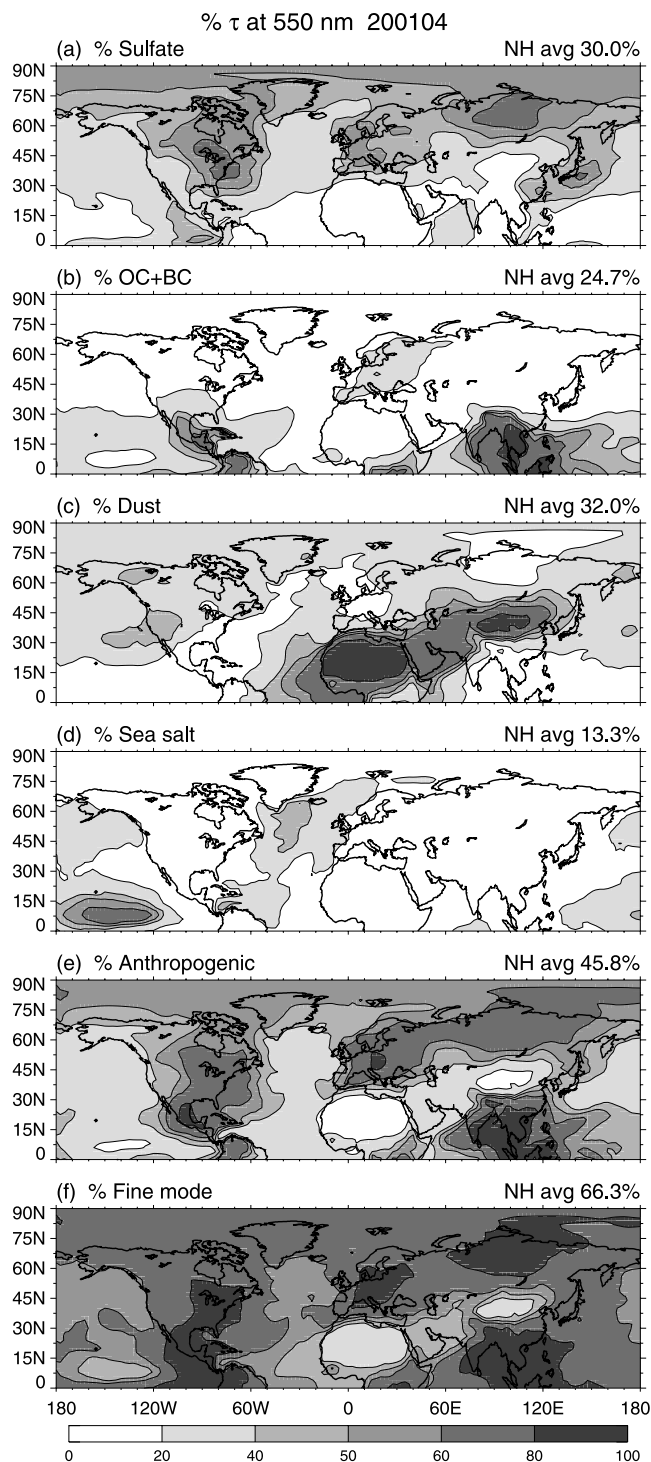 % τ at 550 nm 200104
(a) % Sulfate NH avg 30.0%
90N
75N
60N
45N
30N
15N
0
(b) % OC+BC NH avg 24.7%
90N
75N
60N
45N
30N
15N
0
(c) % Dust NH avg 32.0%
90N
75N
60N
45N
30N
15N
0
(d) % Sea salt NH avg 13.3%
90N
75N
60N
45N
30N
15N
0
(e) % Anthropogenic NH avg 45.8%
90N
75N
60N
45N
30N
15N
0
(f) % Fine mode NH avg 66.3%
90N
75N
60N
45N
30N
15N
0
180 120W 60W 0 60E 120E 180
0 20 40 50 60 80 100